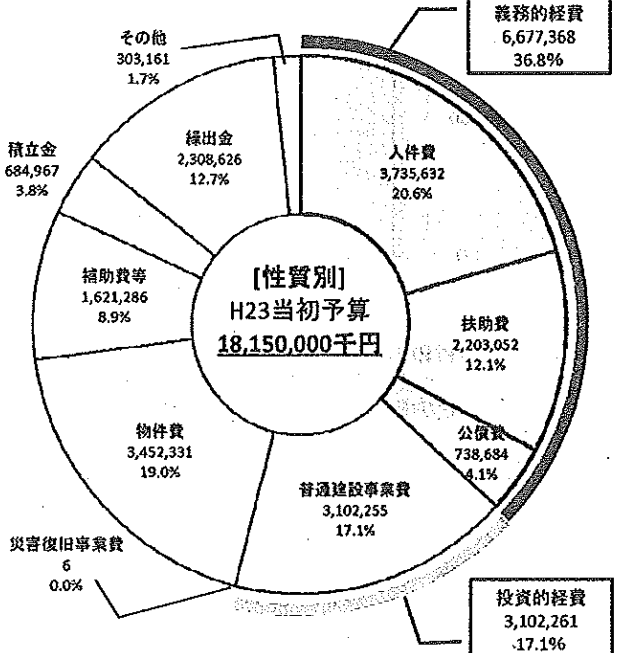 義務的経費
6,677,368
36.8%
その他
303,161
1.7%
繰出金
2,308,626
12.7%
人件費
3,735,632
20.6%
積立金
684,967
3.8%
補助費等
1,621,286
8.9%
[性質別]
H23当初予算
18,150,000千円
扶助費
2,203,052
12.1%
公債費
738,684
4.1%
物件費
3,452,331
19.0%
普通建設事業費
3,102,255
17.1%
災害復旧事業費
6
0.0%
投資的経費
3,102,261
17.1%